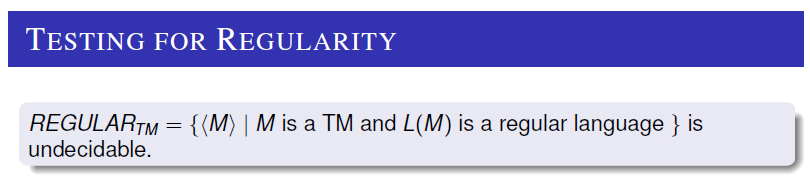 TESTING FOR REGULARITY
REGULAR_TM = {⟨M⟩ | M is a TM and L(M) is a regular language } is
undecidable.